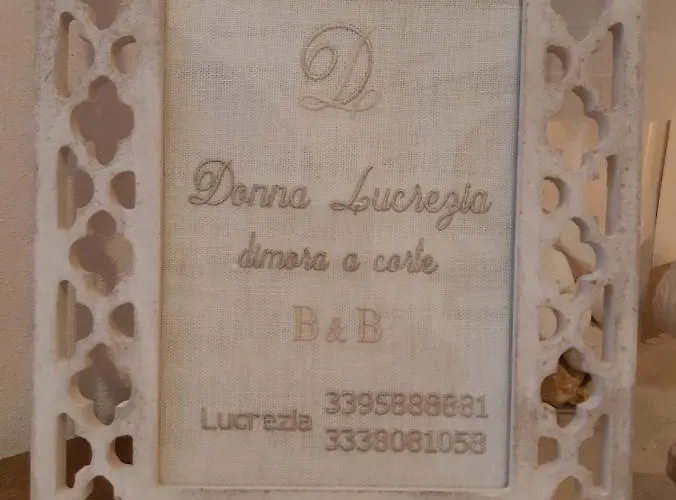 D
Donna Lucrezia
dimora a corte
B & B
Lucrezia 3395888881
3338081058